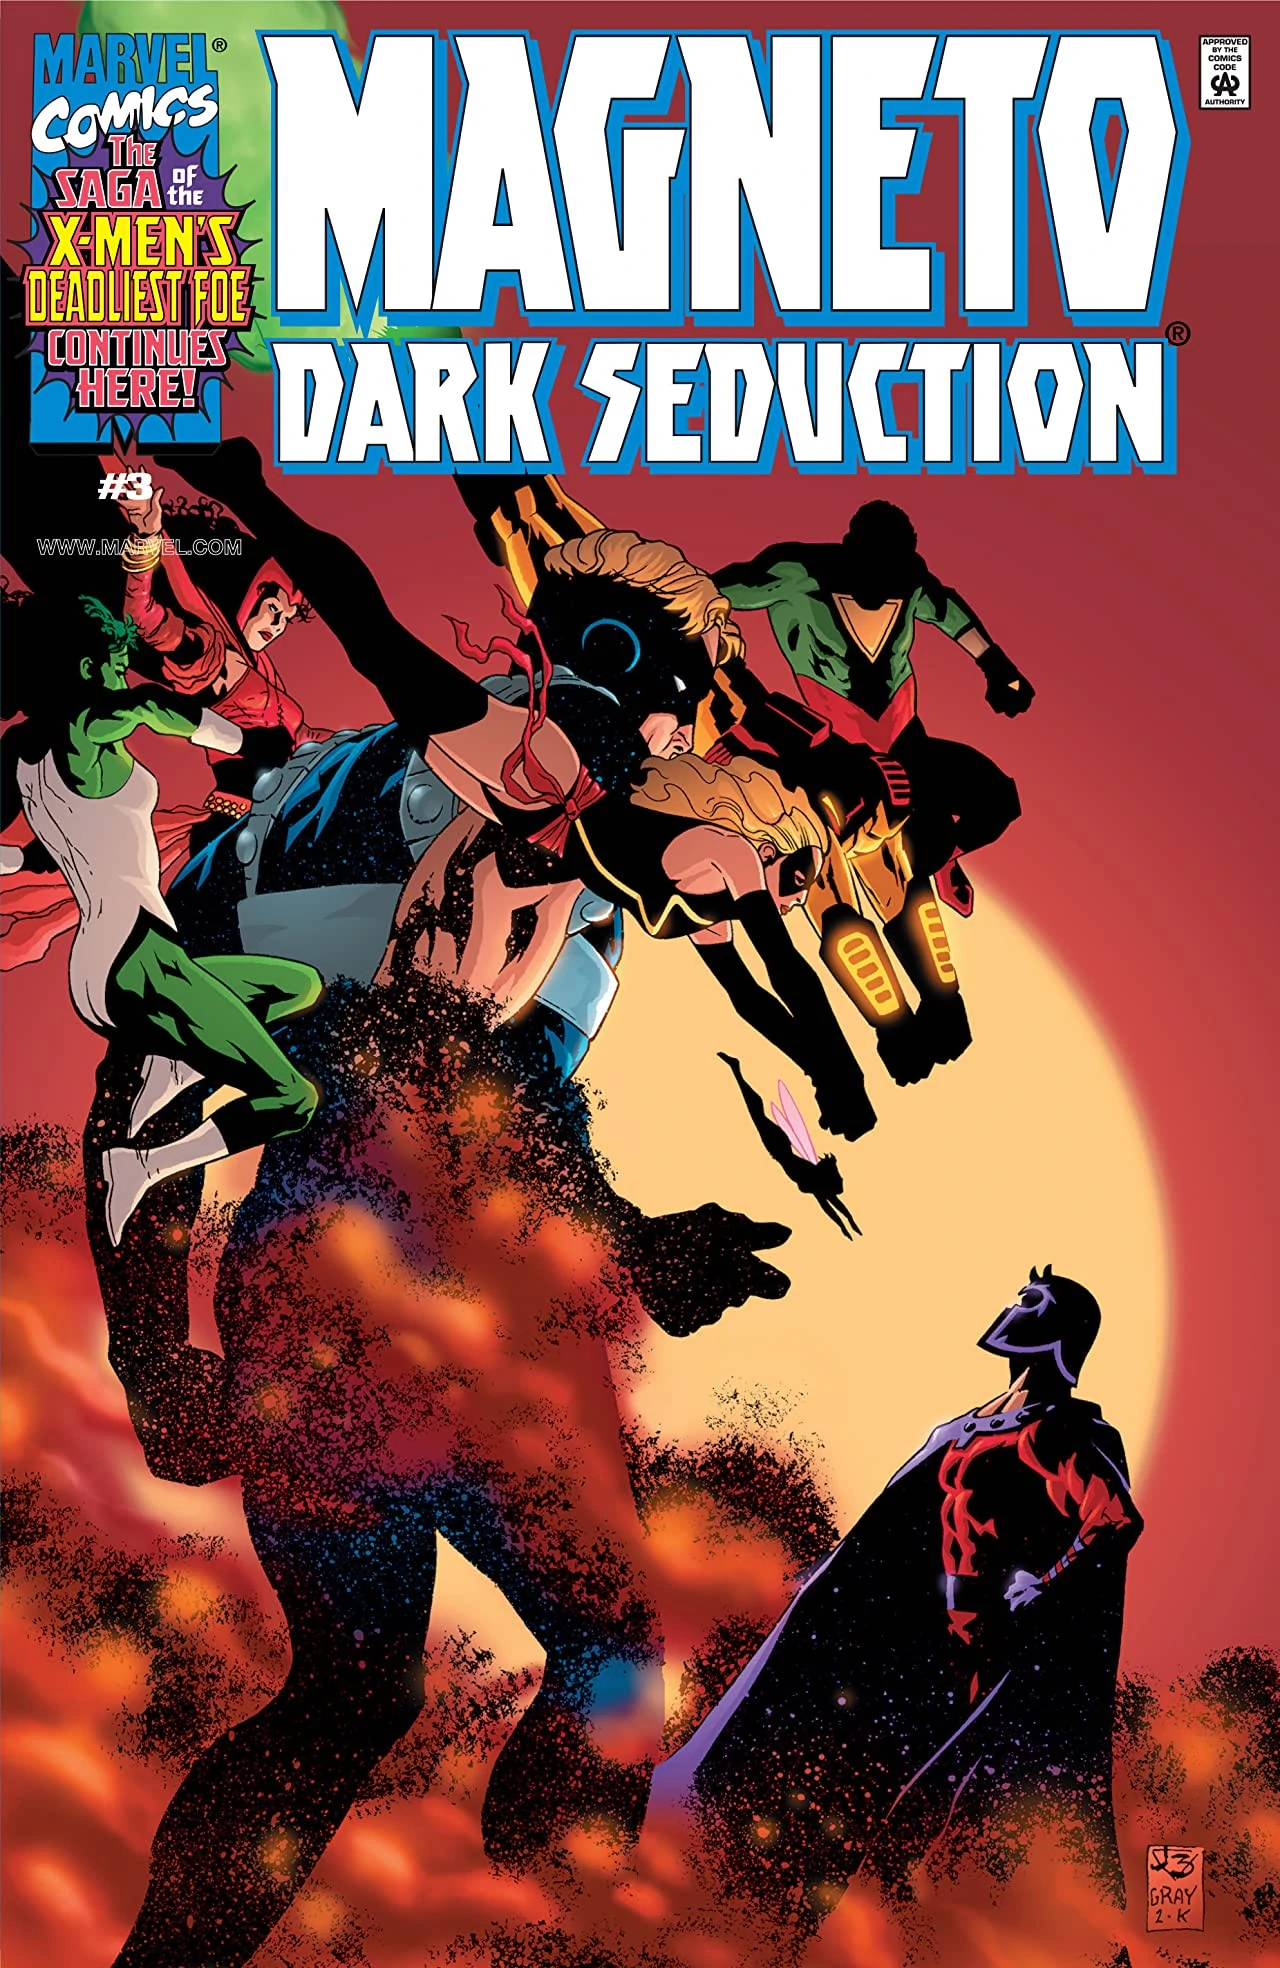 MARVEL®
COMICS
The
SAGA of the
X-MEN'S
DEADLIEST FOE
CONTINUES
HERE!
#3
WWW.MARVEL.COM
MAGNETO
DARK SEDUCTION®
APPROVED
BY THE
COMICS
CODE
CA
AUTHORITY
GRAY
2·K